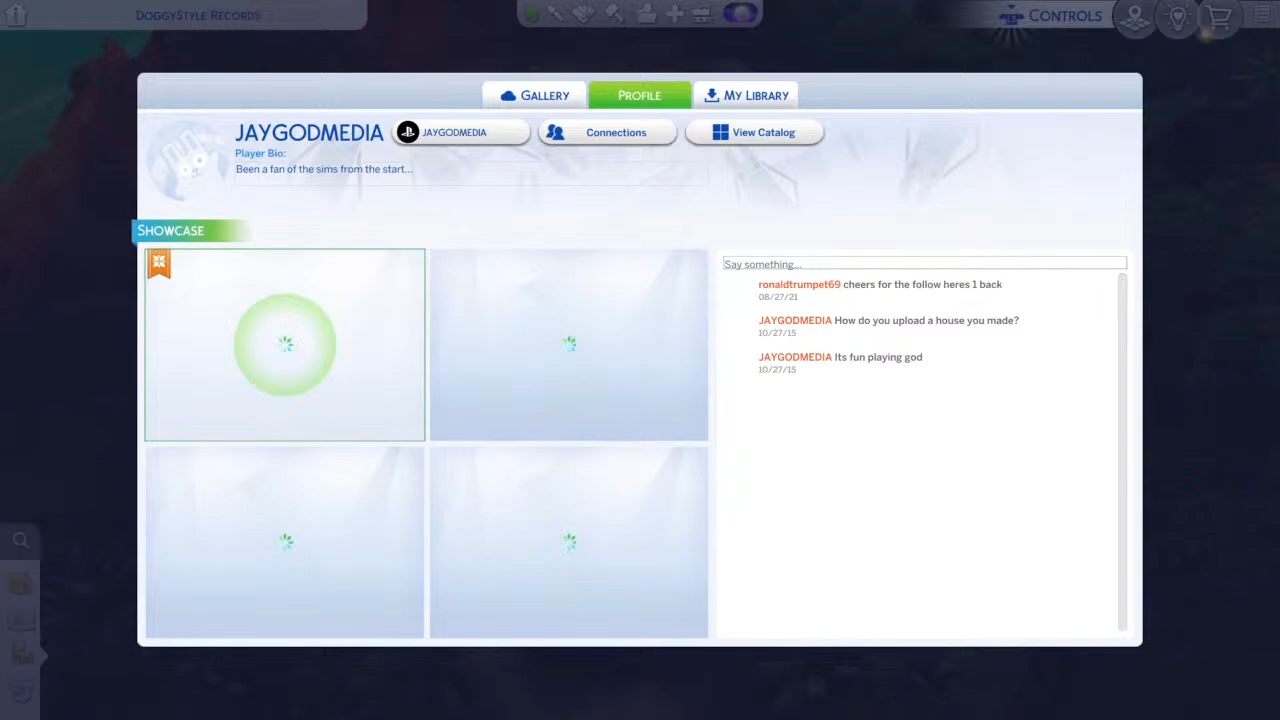 DoggyStyle Records
Controls
Gallery
Profile
My Library
JAYGODMEDIA
JAYGODMEDIA
Connections
View Catalog
Player Bio:
Been a fan of the sims from the start...
Showcase
Say something...
ronaldtrumpet69 cheers for the follow heres 1 back
08/27/21
JAYGODMEDIA How do you upload a house you made?
10/27/15
JAYGODMEDIA Its fun playing god
10/27/15